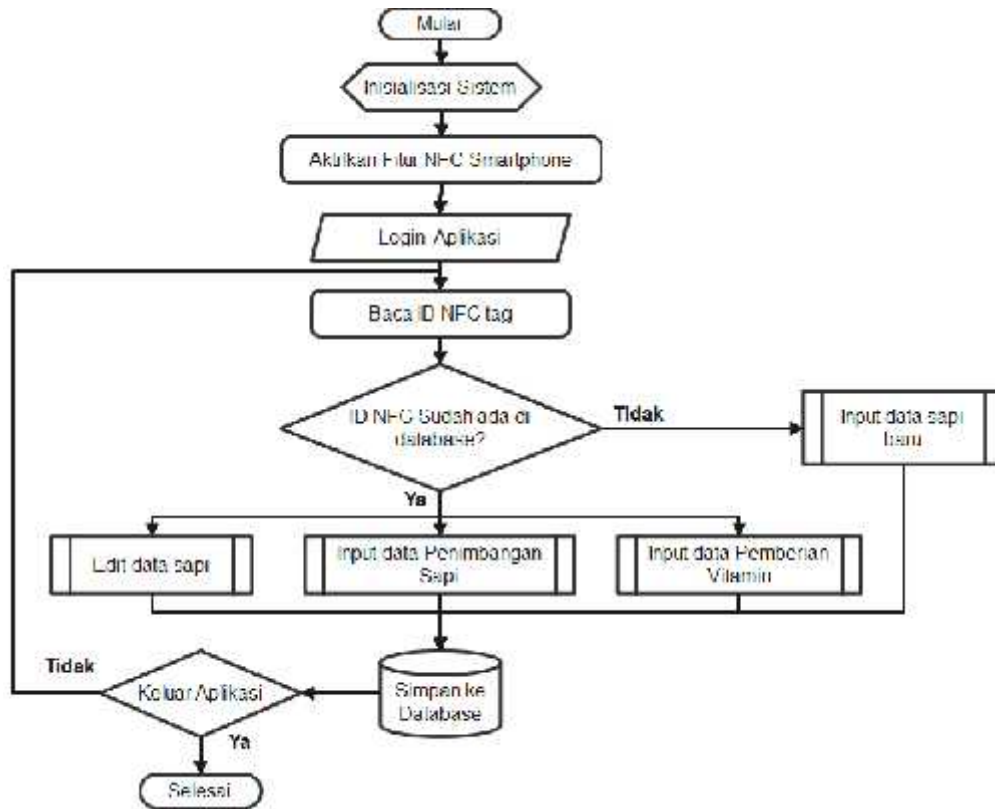 Mulai
Inisialisasi Sistem
Aktifkan Fitur NFC Smartphone
Login Aplikasi
Baca ID NFC tag
ID NFC Sudah ada di
database?
Tidak
Input data sapi
baru
Ya
Edit data sapi
Input data Penimbangan
Sapi
Input data Pemberian
Vitamin
Simpan ke
Database
Keluar Aplikasi
Tidak
Ya
Selesai